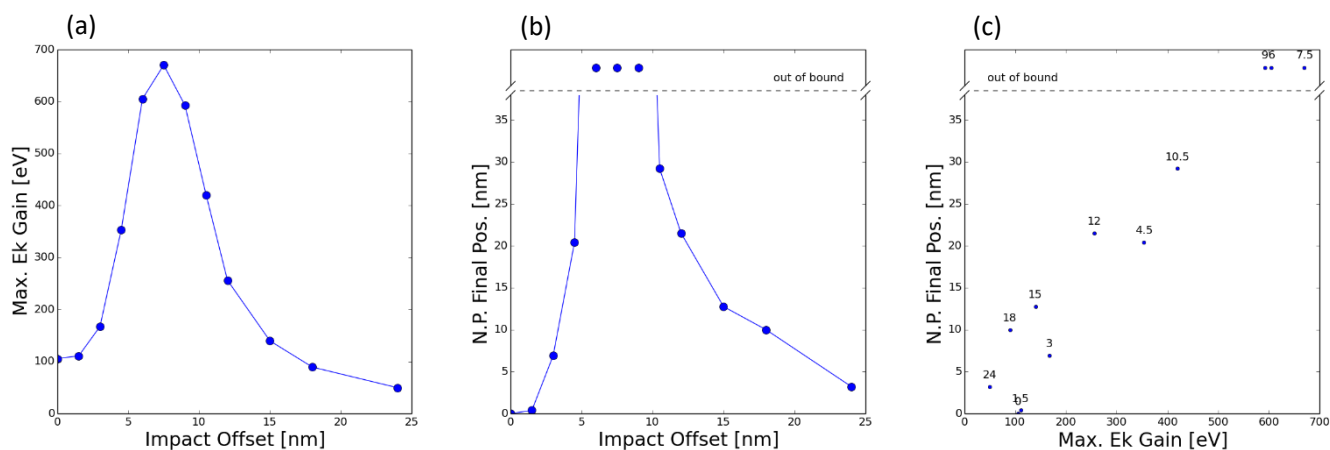 (a)
Max. Ek Gain [eV]
700
600
500
400
300
200
100
0
0 5 10 15 20 25
Impact Offset [nm]
(b)
N.P. Final Pos. [nm]
out of bound
35
30
25
20
15
10
5
0
0 5 10 15 20 25
Impact Offset [nm]
(c)
N.P. Final Pos. [nm]
96 7.5
out of bound
35
30
25
20
15
10
5
0
10.5
12
4.5
15
18
3
24
1.5
0
0 100 200 300 400 500 600 700
Max. Ek Gain [eV]